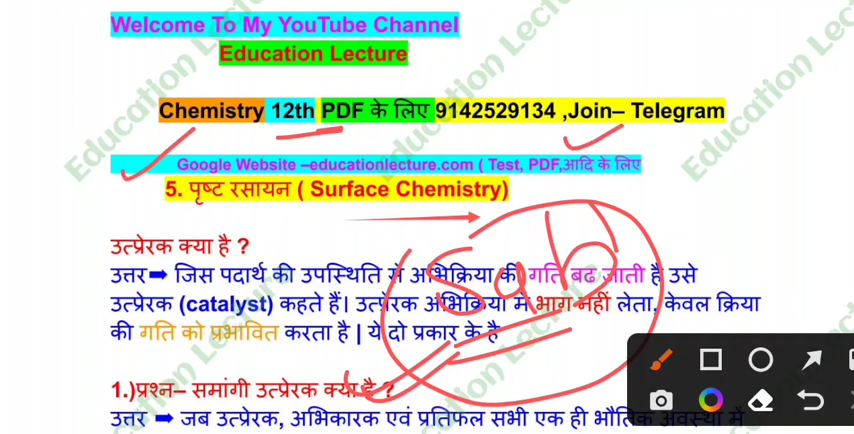 Welcome To My YouTube Channel
Education Lecture
Chemistry 12th PDF के लिए 9142529134 ,Join– Telegram
Google Website –educationlecture.com ( Test, PDF,आदि के लिए
5. पृष्ट रसायन ( Surface Chemistry)
उत्प्रेरक क्या है ?
उत्तर➡ जिस पदार्थ की उपस्थिति से अभिक्रिया की गति बढ जाती है उसे
उत्प्रेरक (catalyst) कहते हैं। उत्प्रेरक अभिक्रिया में भाग नहीं लेता, केवल क्रिया
की गति को प्रभावित करता है | ये दो प्रकार के है
1.)प्रश्न– समांगी उत्प्रेरक क्या है ?
उत्तर ➡ जब उत्प्रेरक, अभिकारक एवं प्रतिफल सभी एक ही भौतिक अवस्था में